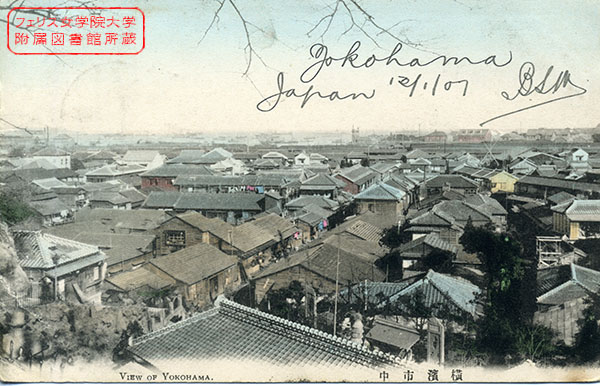 フェリス女学院大学
附属図書館所蔵
Yokohama
Japan 12/1/07 BSM
VIEW OF YOKOHAMA.
中市濱橫